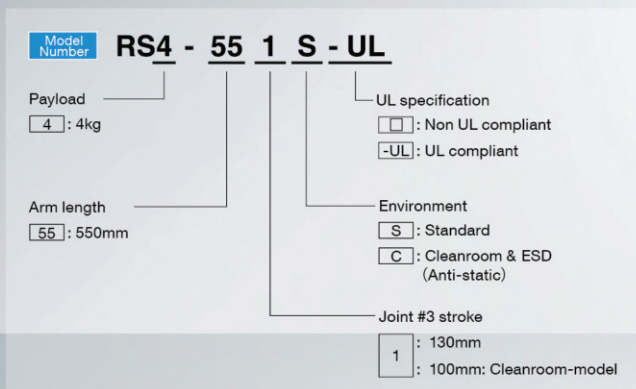 Model
Number
RS4 - 55 1 S - UL
Payload
4 : 4kg
Arm length
55 : 550mm
UL specification
□ : Non UL compliant
-UL : UL compliant
Environment
S : Standard
C : Cleanroom & ESD
(Anti-static)
Joint #3 stroke
1 : 130mm
: 100mm: Cleanroom-model